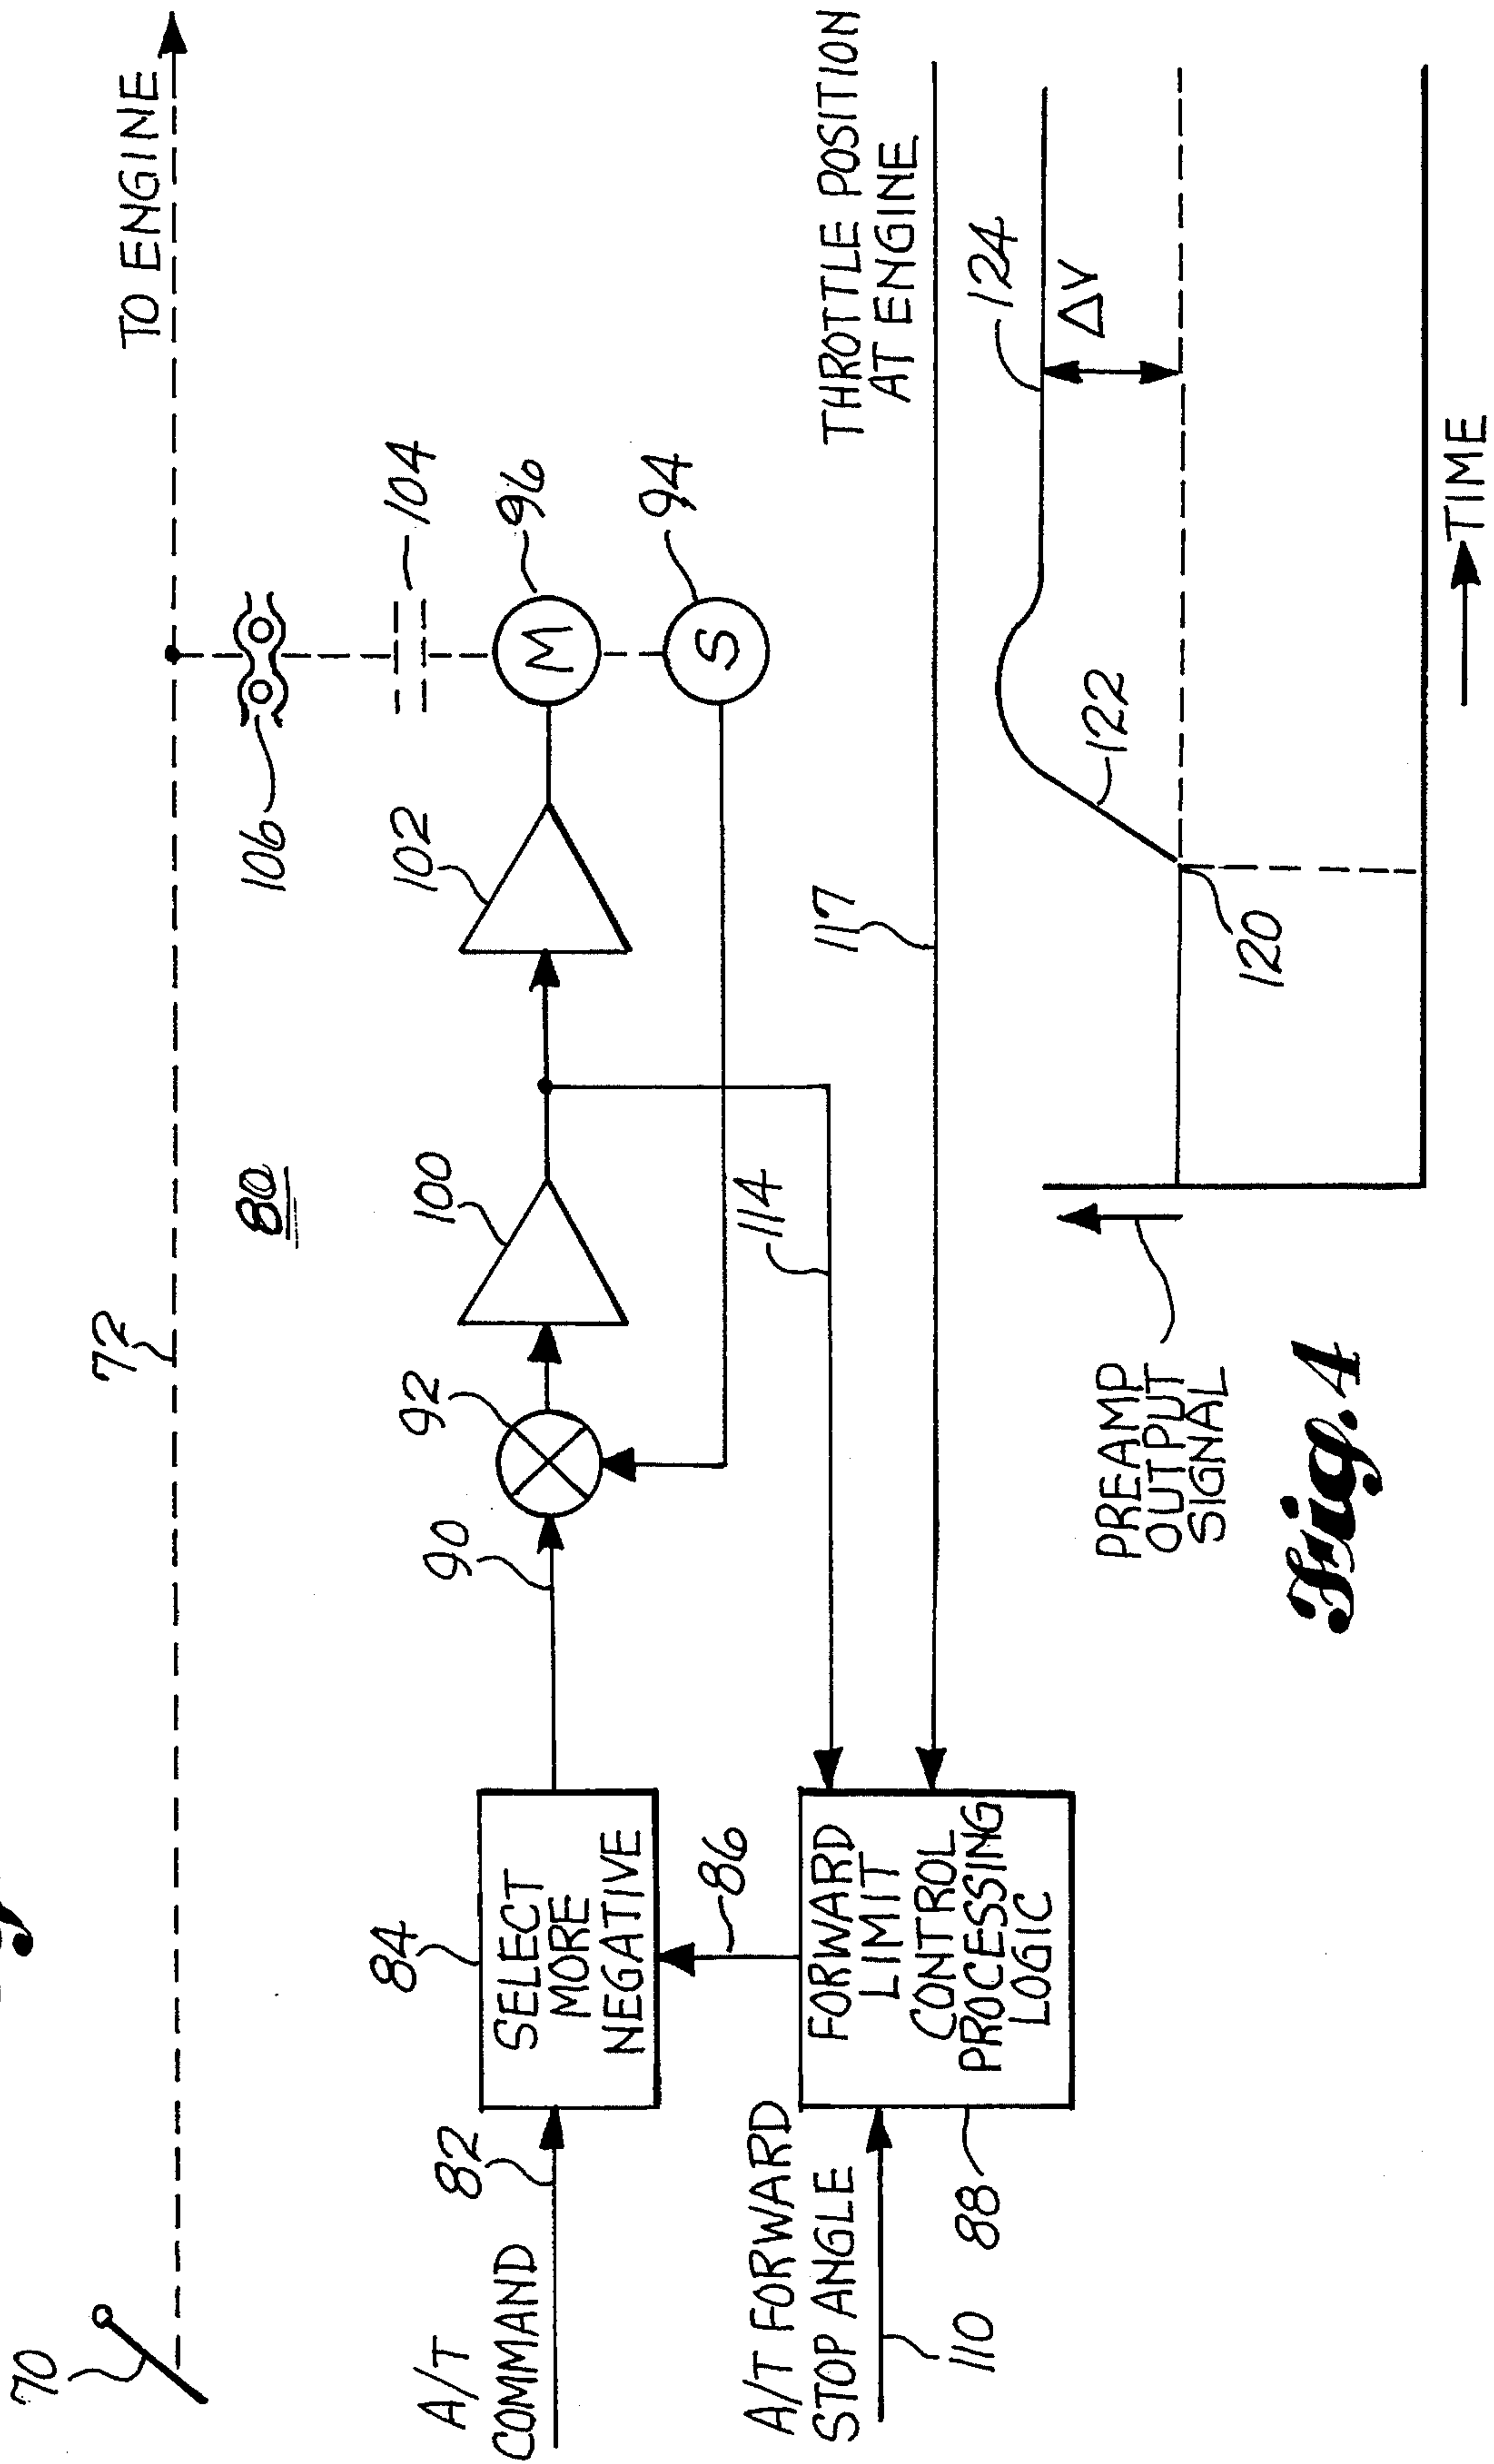 70
72
TO ENGINE
80
106
104
A/T
COMMAND
82
84
SELECT
MORE
NEGATIVE
90
92
100
102
M
96
S
94
86
114
A/T FORWARD
STOP ANGLE
110
88
FORWARD
LIMIT
CONTROL
PROCESSING
LOGIC
117
THROTTLE POSITION
AT ENGINE
PREAMP
OUTPUT
SIGNAL
120
122
124
ΔV
TIME
Fig. 4